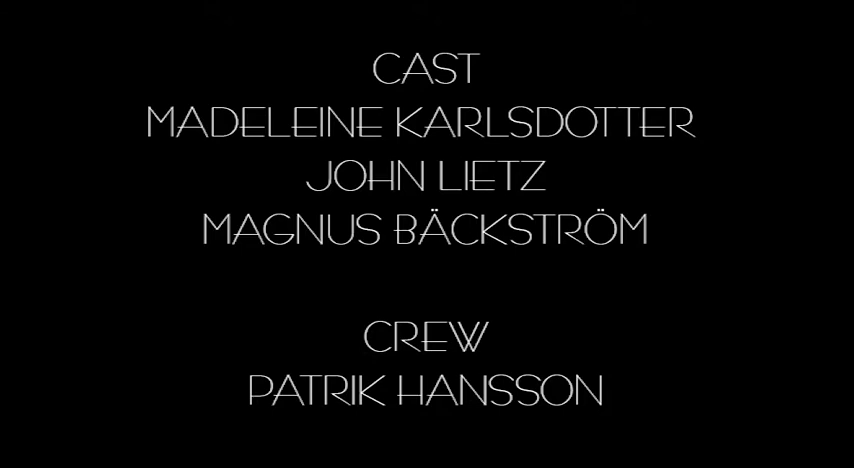 CAST
MADELEINE KARLSDOTTER
JOHN LIETZ
MAGNUS BÄCKSTRÖM
CREW
PATRIK HANSSON